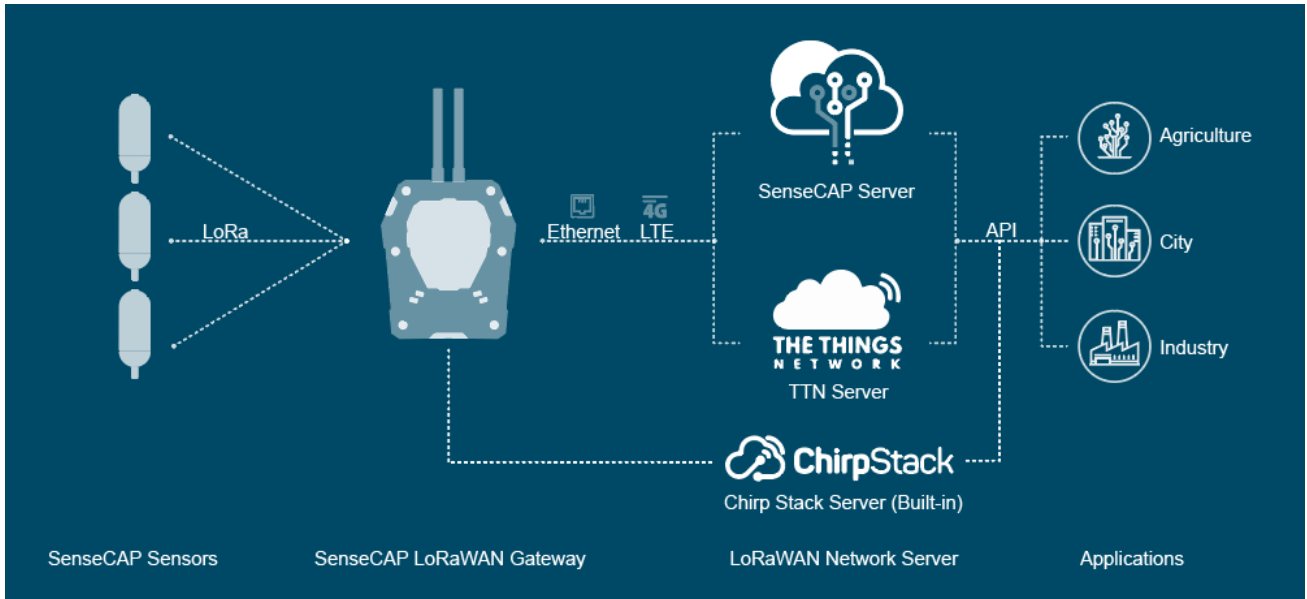 LoRa
Ethernet
4G
LTE
SenseCAP Server
THE THINGS
NETWORK
TTN Server
ChirpStack
Chirp Stack Server (Built-in)
API
Agriculture
City
Industry
SenseCAP Sensors
SenseCAP LoRaWAN Gateway
LoRaWAN Network Server
Applications